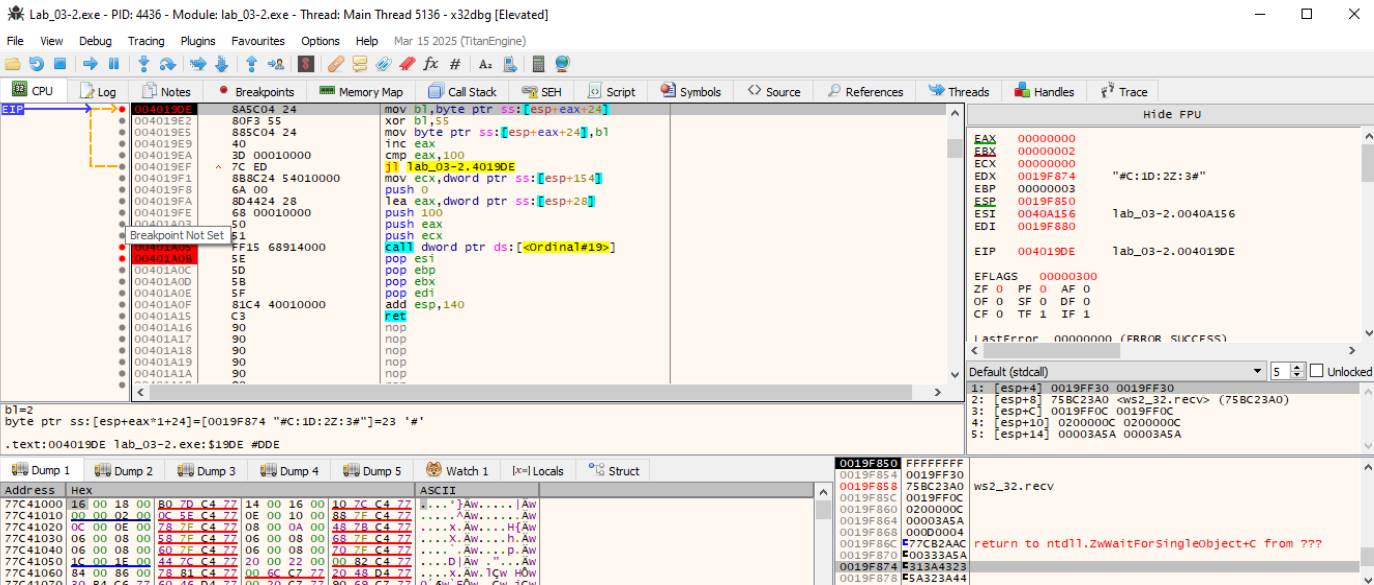 Lab_03-2.exe - PID: 4436 - Module: lab_03-2.exe - Thread: Main Thread 5136 - x32dbg [Elevated]
File View Debug Tracing Plugins Favourites Options Help Mar 15 2025 (TitanEngine)
CPU Log Notes Breakpoints Memory Map Call Stack SEH Script Symbols Source References Threads Handles Trace
EIP
004019DE 8A5C04 24 mov bl,byte ptr ss:[esp+eax+24]
004019E2 80F3 55 xor bl,55
004019E5 885C04 24 mov byte ptr ss:[esp+eax+24],bl
004019E9 40 inc eax
004019EA 3D 00010000 cmp eax,100
004019EF 7C ED jl lab_03-2.4019DE
004019F1 8B8C24 54010000 mov ecx,dword ptr ss:[esp+154]
004019F8 6A 00 push 0
004019FA 8D4424 28 lea eax,dword ptr ss:[esp+28]
004019FE 68 00010000 push 100
00401A03 50 push eax
Breakpoint Not Set 51 push ecx
00401A05 FF15 68914000 call dword ptr ds:[<Ordinal#19>]
00401A0B 5E pop esi
00401A0C 5D pop ebp
00401A0D 5B pop ebx
00401A0E 5F pop edi
00401A0F 81C4 40010000 add esp,140
00401A15 C3 ret
00401A16 90 nop
00401A17 90 nop
00401A18 90 nop
00401A19 90 nop
00401A1A 90 nop
Hide FPU
EAX 00000000
EBX 00000002
ECX 00000000
EDX 0019F874 "#C:1D:2Z:3#"
EBP 00000003
ESP 0019F850
ESI 0040A156 lab_03-2.0040A156
EDI 0019F880
EIP 004019DE lab_03-2.004019DE
EFLAGS 00000300
ZF 0 PF 0 AF 0
OF 0 SF 0 DF 0
CF 0 TF 1 IF 1
LastError 00000000 (ERROR_SUCCESS)
Default (stdcall) 5 Unlocked
1: [esp+4] 0019FF30 0019FF30
2: [esp+8] 75BC23A0 <ws2_32.recv> (75BC23A0)
3: [esp+C] 0019FF0C 0019FF0C
4: [esp+10] 0200000C 0200000C
5: [esp+14] 00003A5A 00003A5A
bl=2
byte ptr ss:[esp+eax*1+24]=[0019F874 "#C:1D:2Z:3#"]=23 '#'
.text:004019DE lab_03-2.exe:$19DE #DDE
Dump 1 Dump 2 Dump 3 Dump 4 Dump 5 Watch 1 [x=] Locals Struct
Address Hex ASCII
77C41000 16 00 18 00 B0 7D C4 77 14 00 16 00 10 7C C4 77 ....°}Äw.....|Äw
77C41010 00 00 02 00 0C 5E C4 77 0E 00 10 00 88 7F C4 77 .....^Äw......Äw
77C41020 0C 00 0E 00 78 7F C4 77 08 00 0A 00 48 7B C4 77 ....x.Äw....H{Äw
77C41030 06 00 08 00 58 7F C4 77 06 00 08 00 68 7F C4 77 ....X.Äw....h.Äw
77C41040 06 00 08 00 60 7F C4 77 06 00 08 00 70 7F C4 77 ....`.Äw....p.Äw
77C41050 1C 00 1E 00 44 7C C4 77 20 00 22 00 00 82 C4 77 ....D|Äw ."...Äw
77C41060 84 00 86 00 78 81 C4 77 00 6C C7 77 20 48 D4 77 ....x.Äw.lÇw HÔw
0019F850 FFFFFFFF
0019F854 0019FF30
0019F858 75BC23A0 ws2_32.recv
0019F85C 0019FF0C
0019F860 0200000C
0019F864 00003A5A
0019F868 000D0004
0019F86C 77CB2AAC return to ntdll.ZwWaitForSingleObject+C from ???
0019F870 00333A5A
0019F874 313A4323
0019F878 5A323A44